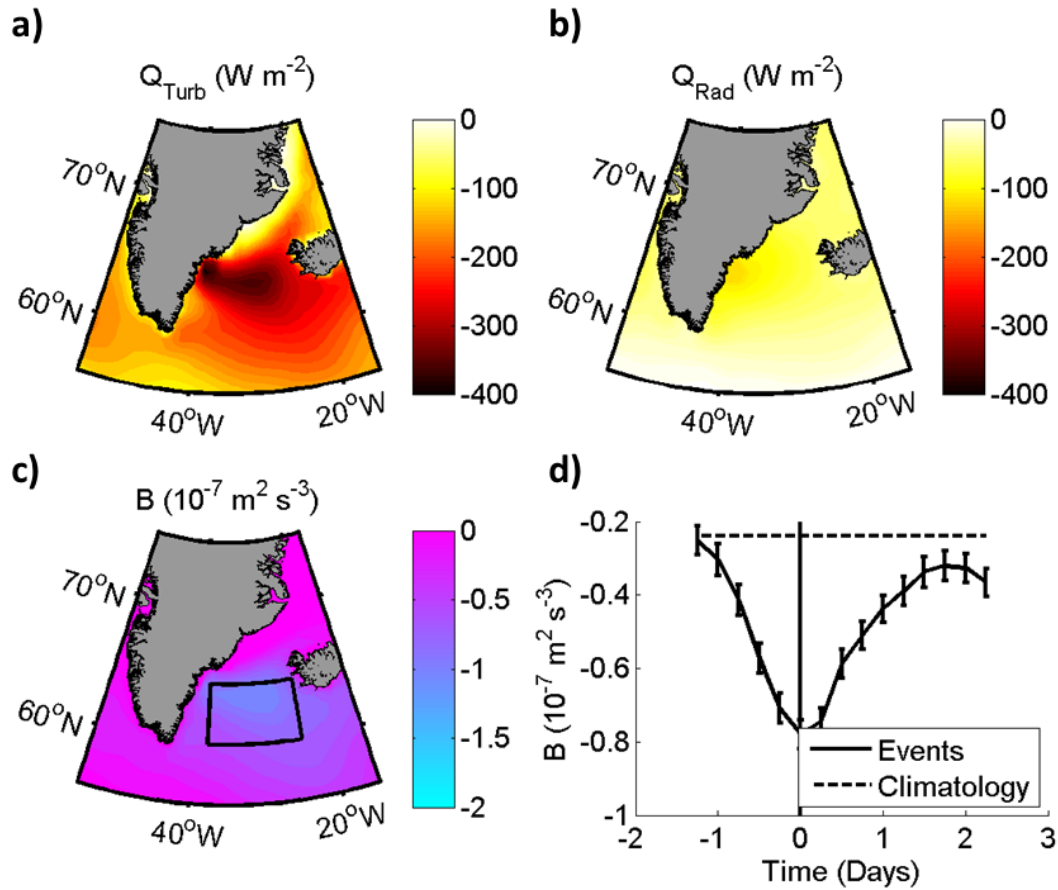 a)
Q_Turb (W m⁻²)
0
-100
-200
-300
-400
70°N
60°N
40°W
20°W
b)
Q_Rad (W m⁻²)
0
-100
-200
-300
-400
70°N
60°N
40°W
20°W
c)
B (10⁻⁷ m² s⁻³)
0
-0.5
-1
-1.5
-2
70°N
60°N
40°W
20°W
d)
B (10⁻⁷ m² s⁻³)
-0.2
-0.4
-0.6
-0.8
-1
-2
-1
0
1
2
3
Time (Days)
Events
Climatology